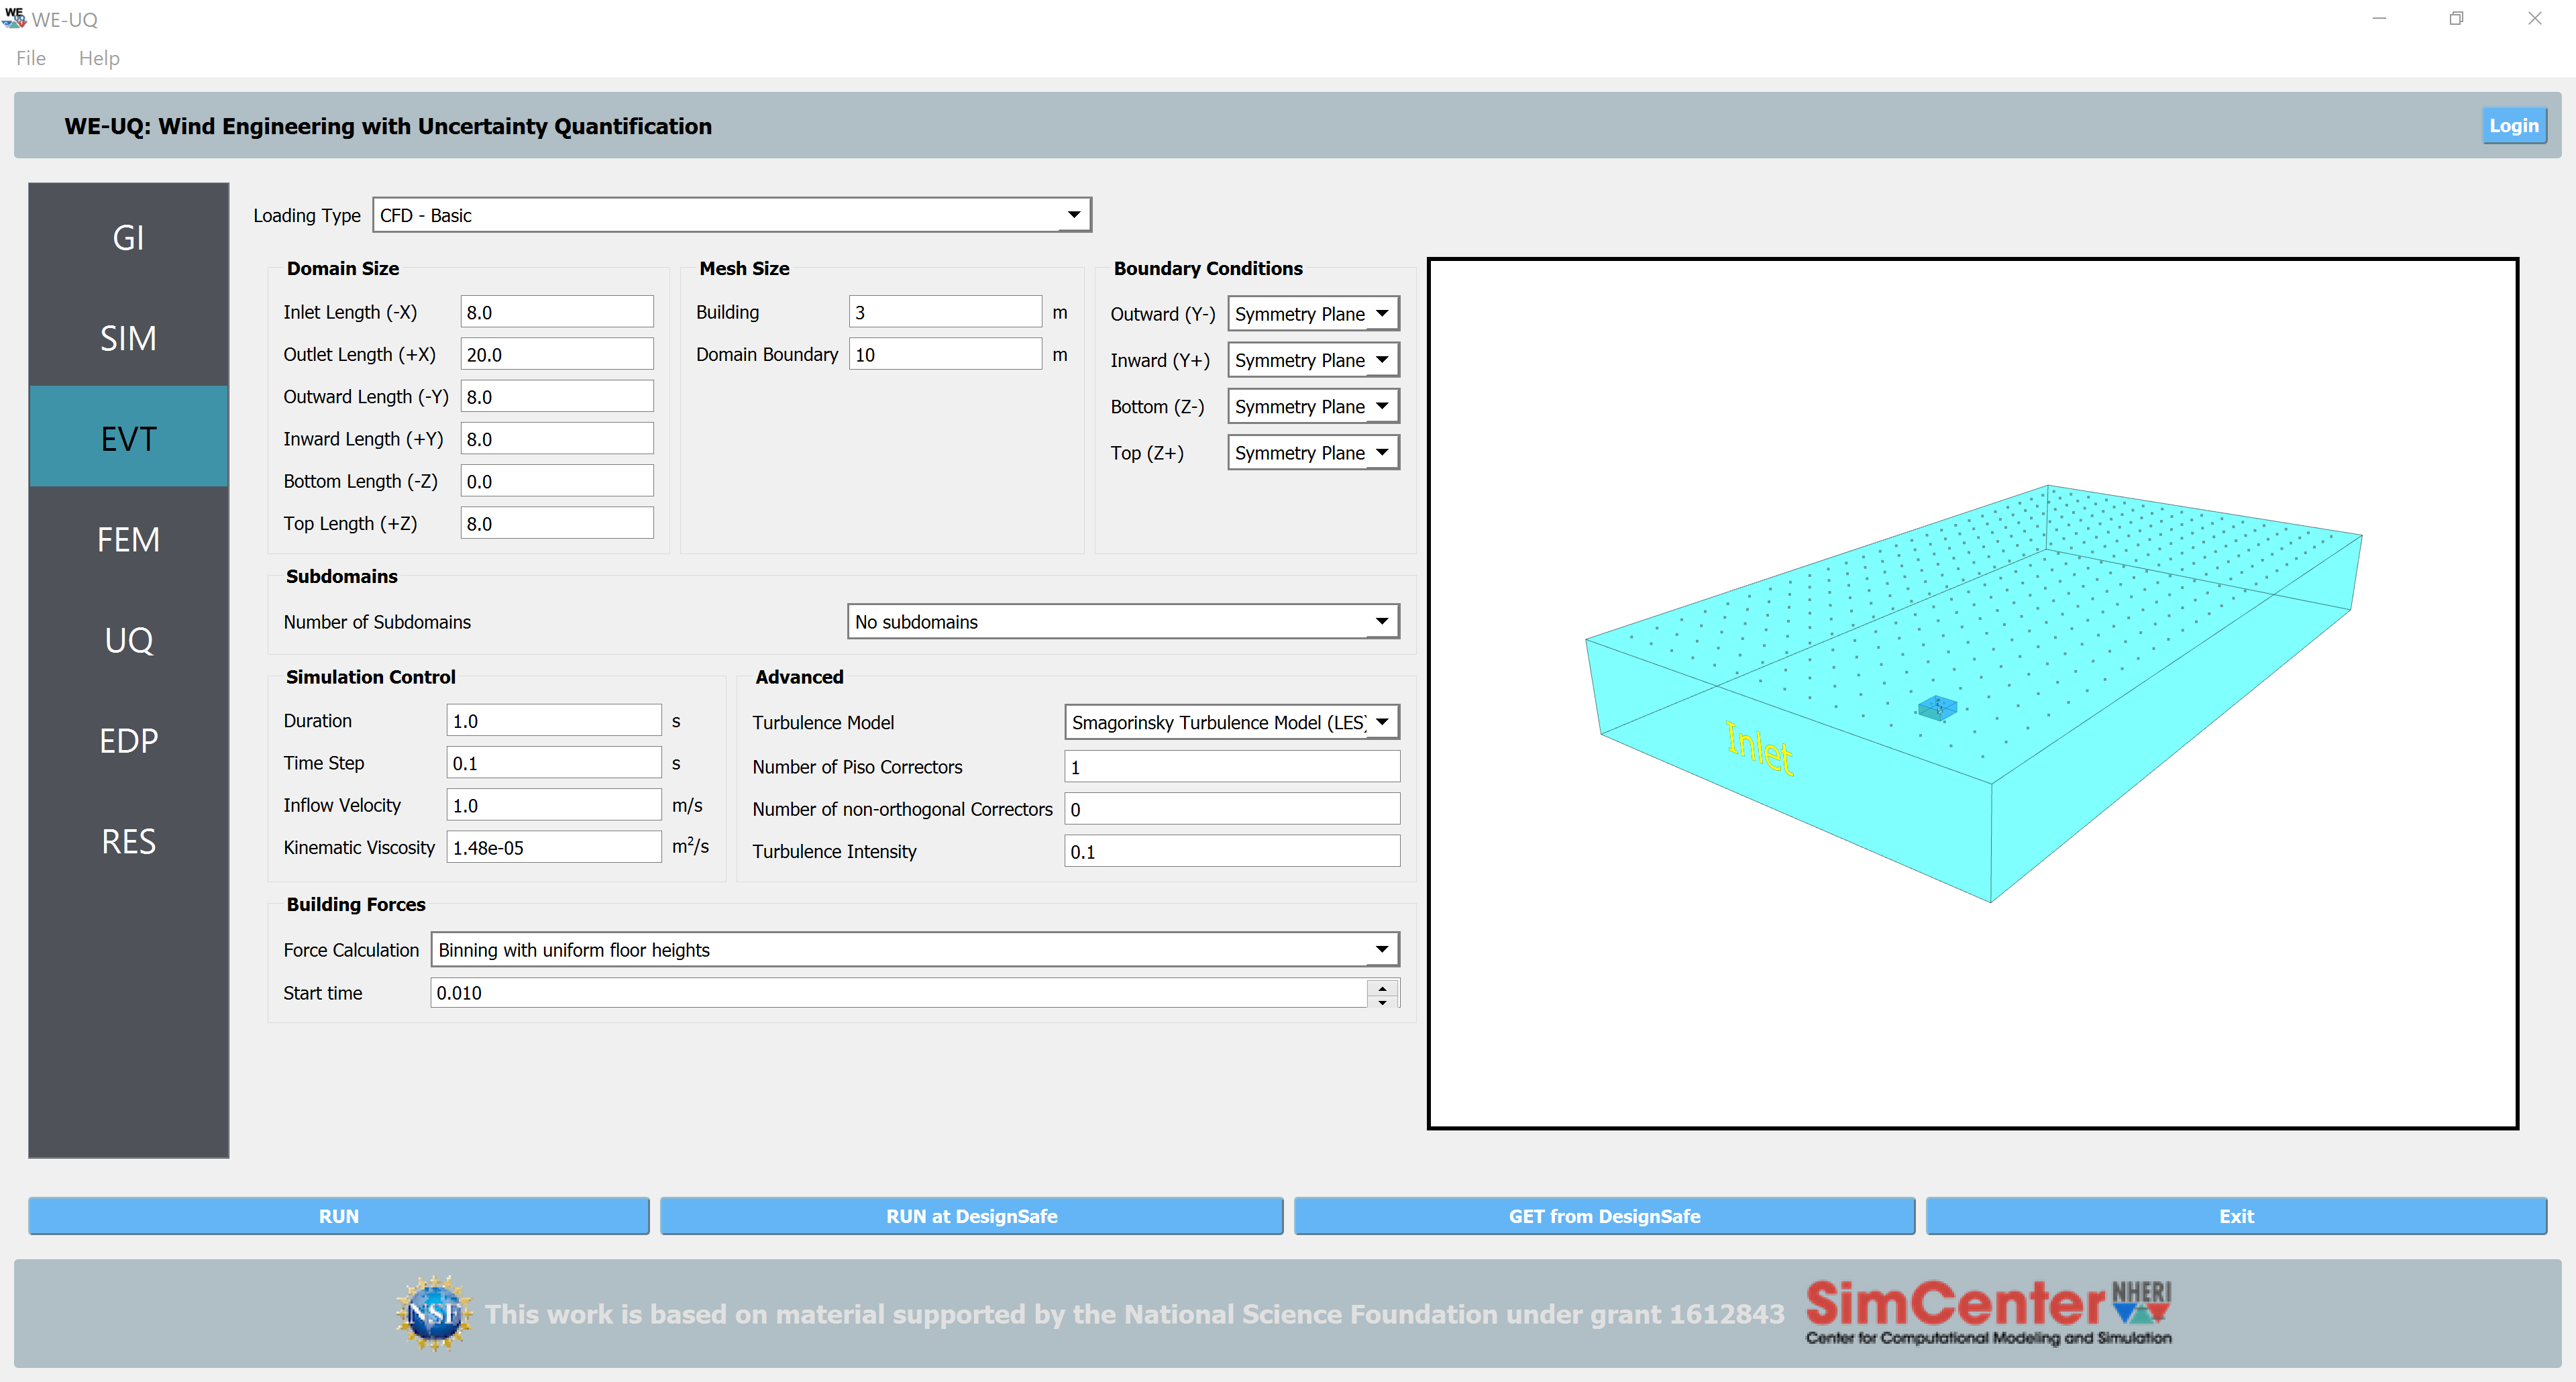 WE-UQ
File Help
WE-UQ: Wind Engineering with Uncertainty Quantification
Login
GI
SIM
EVT
FEM
UQ
EDP
RES
Loading Type CFD - Basic
Domain Size
Inlet Length (-X) 8.0
Outlet Length (+X) 20.0
Outward Length (-Y) 8.0
Inward Length (+Y) 8.0
Bottom Length (-Z) 0.0
Top Length (+Z) 8.0
Mesh Size
Building 3 m
Domain Boundary 10 m
Boundary Conditions
Outward (Y-) Symmetry Plane
Inward (Y+) Symmetry Plane
Bottom (Z-) Symmetry Plane
Top (Z+) Symmetry Plane
Subdomains
Number of Subdomains No subdomains
Simulation Control
Duration 1.0 s
Time Step 0.1 s
Inflow Velocity 1.0 m/s
Kinematic Viscosity 1.48e-05 m²/s
Advanced
Turbulence Model Smagorinsky Turbulence Model (LES)
Number of Piso Correctors 1
Number of non-orthogonal Correctors 0
Turbulence Intensity 0.1
Building Forces
Force Calculation Binning with uniform floor heights
Start time 0.010
Inlet
RUN RUN at DesignSafe GET from DesignSafe Exit
NSF This work is based on material supported by the National Science Foundation under grant 1612843
SimCenter NHERI
Center for Computational Modeling and Simulation